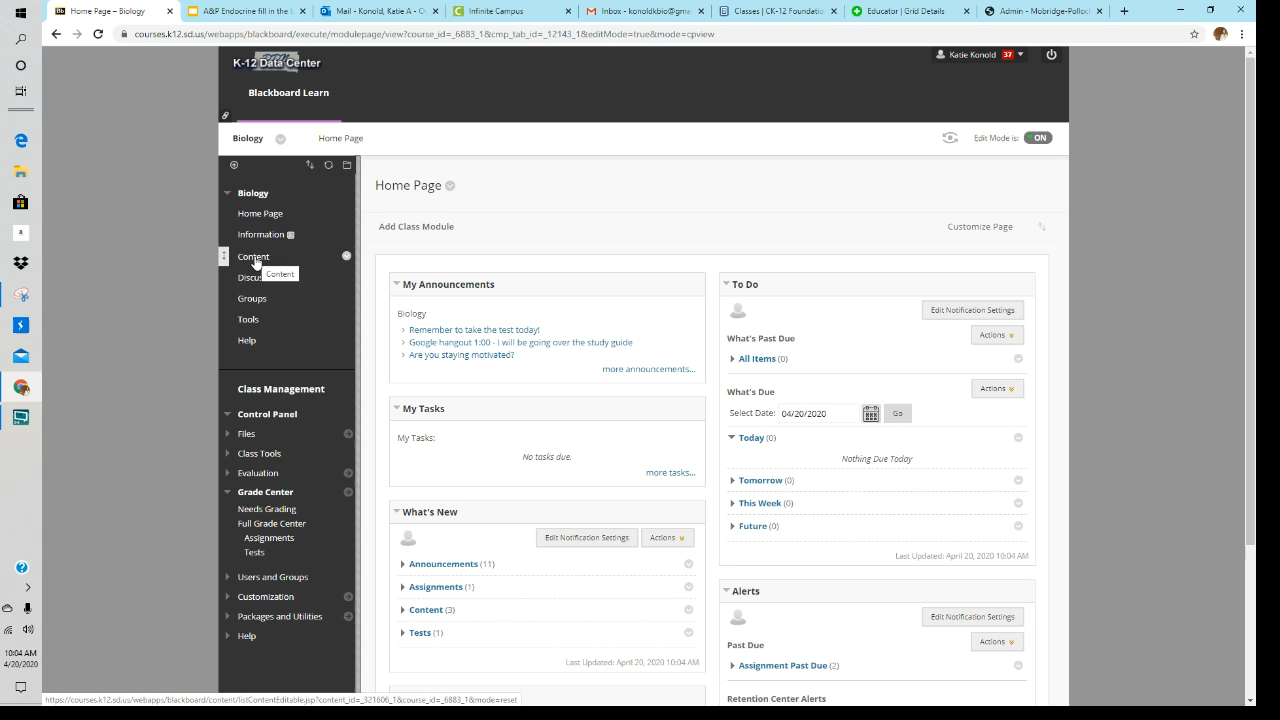 Home Page – Biology
A&P Endocrine fill in the b
Mail - Konold, Katie A - O
Infinite Campus
Inbox - konoldkbio@gma
Classes | CK-12 Foundatio
Educator | Grid Details
Admin - Mobridge-Polloc
courses.k12.sd.us/webapps/blackboard/execute/modulepage/view?course_id=_6883_1&cmp_tab_id=_12143_1&editMode=true&mode=cpview
K-12 Data Center
Katie Konold 37
Blackboard Learn
Biology
Home Page
Edit Mode is: ON
Biology
Home Page
Information
Content
Content
Discu
Groups
Tools
Help
Class Management
Control Panel
Files
Class Tools
Evaluation
Grade Center
Needs Grading
Full Grade Center
Assignments
Tests
Users and Groups
Customization
Packages and Utilities
Help
Home Page
Add Class Module
Customize Page
My Announcements
Biology
Remember to take the test today!
Google hangout 1:00 - I will be going over the study guide
Are you staying motivated?
more announcements...
My Tasks
My Tasks:
No tasks due.
more tasks...
What's New
Edit Notification Settings
Actions
Announcements (11)
Assignments (1)
Content (3)
Tests (1)
Last Updated: April 20, 2020 10:04 AM
To Do
Edit Notification Settings
What's Past Due
Actions
All Items (0)
What's Due
Actions
Select Date: 04/20/2020 Go
Today (0)
Nothing Due Today
Tomorrow (0)
This Week (0)
Future (0)
Last Updated: April 20, 2020 10:04 AM
Alerts
Edit Notification Settings
Past Due
Actions
Assignment Past Due (2)
Retention Center Alerts
10:04 AM
4/20/2020
https://courses.k12.sd.us/webapps/blackboard/content/listContentEditable.jsp?content_id=_321606_1&course_id=_6883_1&mode=reset